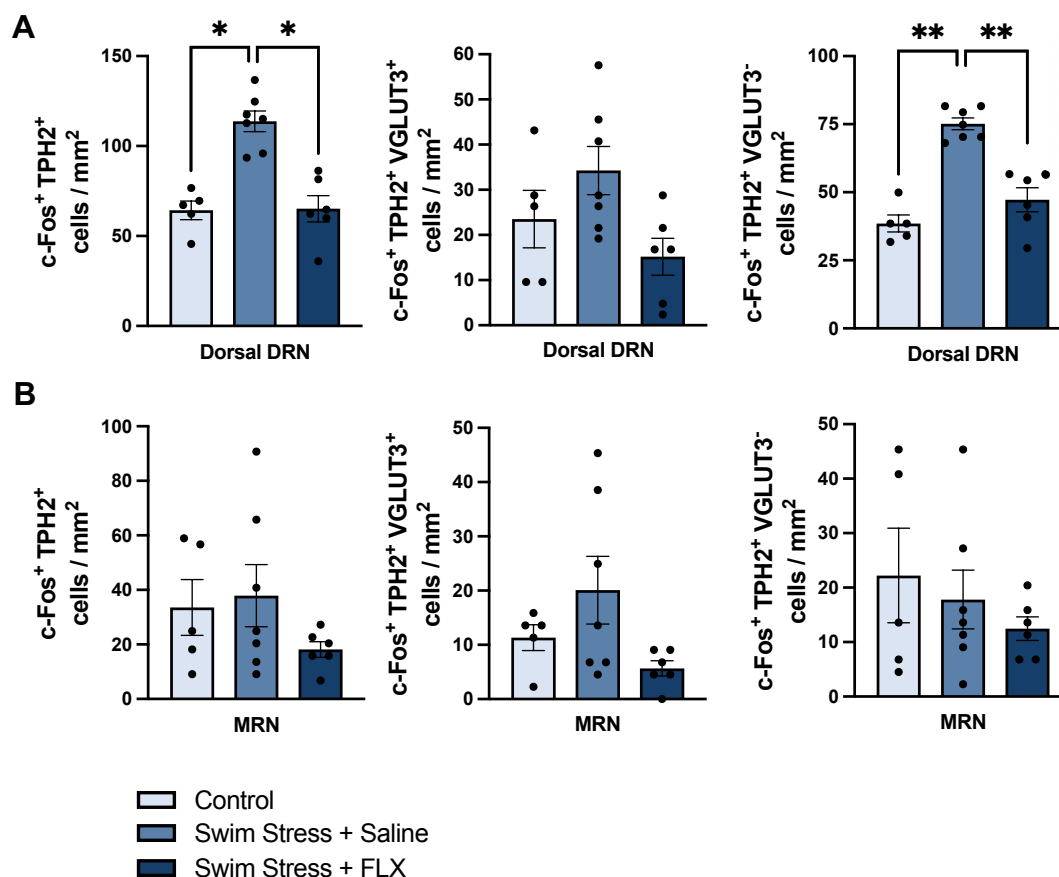 A
* *
c-Fos⁺ TPH2⁺
cells / mm²
150
100
50
0
Dorsal DRN
c-Fos⁺ TPH2⁺ VGLUT3⁺
cells / mm²
60
50
40
30
20
10
0
Dorsal DRN
** **
c-Fos⁺ TPH2⁺ VGLUT3⁻
cells / mm²
100
75
50
25
0
Dorsal DRN
B
c-Fos⁺ TPH2⁺
cells / mm²
100
80
60
40
20
0
MRN
c-Fos⁺ TPH2⁺ VGLUT3⁺
cells / mm²
50
40
30
20
10
0
MRN
c-Fos⁺ TPH2⁺ VGLUT3⁻
cells / mm²
50
40
30
20
10
0
MRN
Control
Swim Stress + Saline
Swim Stress + FLX